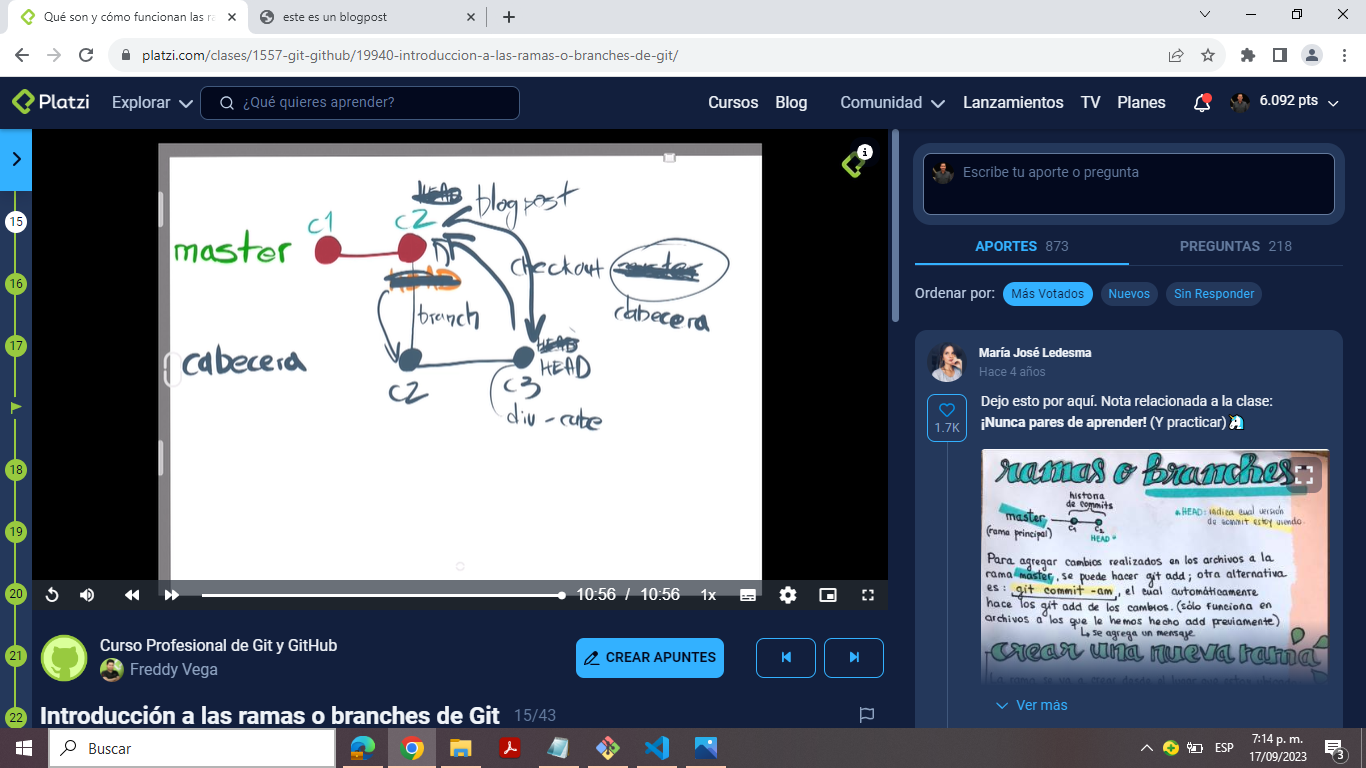 Qué son y cómo funcionan las ra
este es un blogpost
platzi.com/clases/1557-git-github/19940-introduccion-a-las-ramas-o-branches-de-git/
Platzi
Explorar
¿Qué quieres aprender?
Cursos
Blog
Comunidad
Lanzamientos
TV
Planes
6.092 pts
15
16
17
18
19
20
21
22
HEAD
blogpost
c1
c2
master
checkout
cabecera
branch
cabecera
HEAD
c2
c3
div-cube
10:56 / 10:56
1x
Curso Profesional de Git y GitHub
Freddy Vega
CREAR APUNTES
Introducción a las ramas o branches de Git 15/43
Escribe tu aporte o pregunta
APORTES 873
PREGUNTAS 218
Ordenar por:
Más Votados
Nuevos
Sin Responder
María José Ledesma
Hace 4 años
1.7K
Dejo esto por aquí. Nota relacionada a la clase:
¡Nunca pares de aprender! (Y practicar)🦄
ramas o branches
historia
de commits
master
(rama principal)
C1
C2
HEAD
HEAD: indica cual versión
de commit estoy viendo.
Para agregar cambios realizados en los archivos a la
rama master, se puede hacer git add; otra alternativa
es: git commit -am, el cual automáticamente
hace los git add de los cambios. (sólo funciona en
archivos a los que le hemos hecho add previamente)
se agrega un mensaje
crear una nueva rama
Ver más
Buscar
ESP
7:14 p. m.
17/09/2023
3